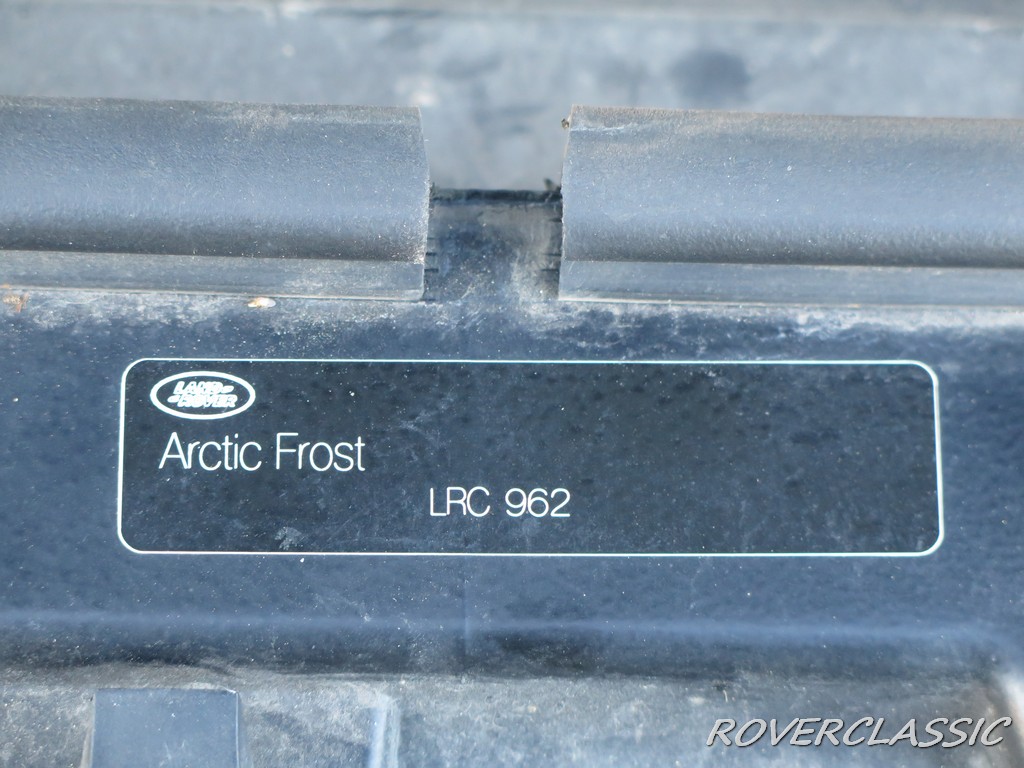 LAND
ROVER
Arctic Frost
LRC 962
ROVERCLASSIC